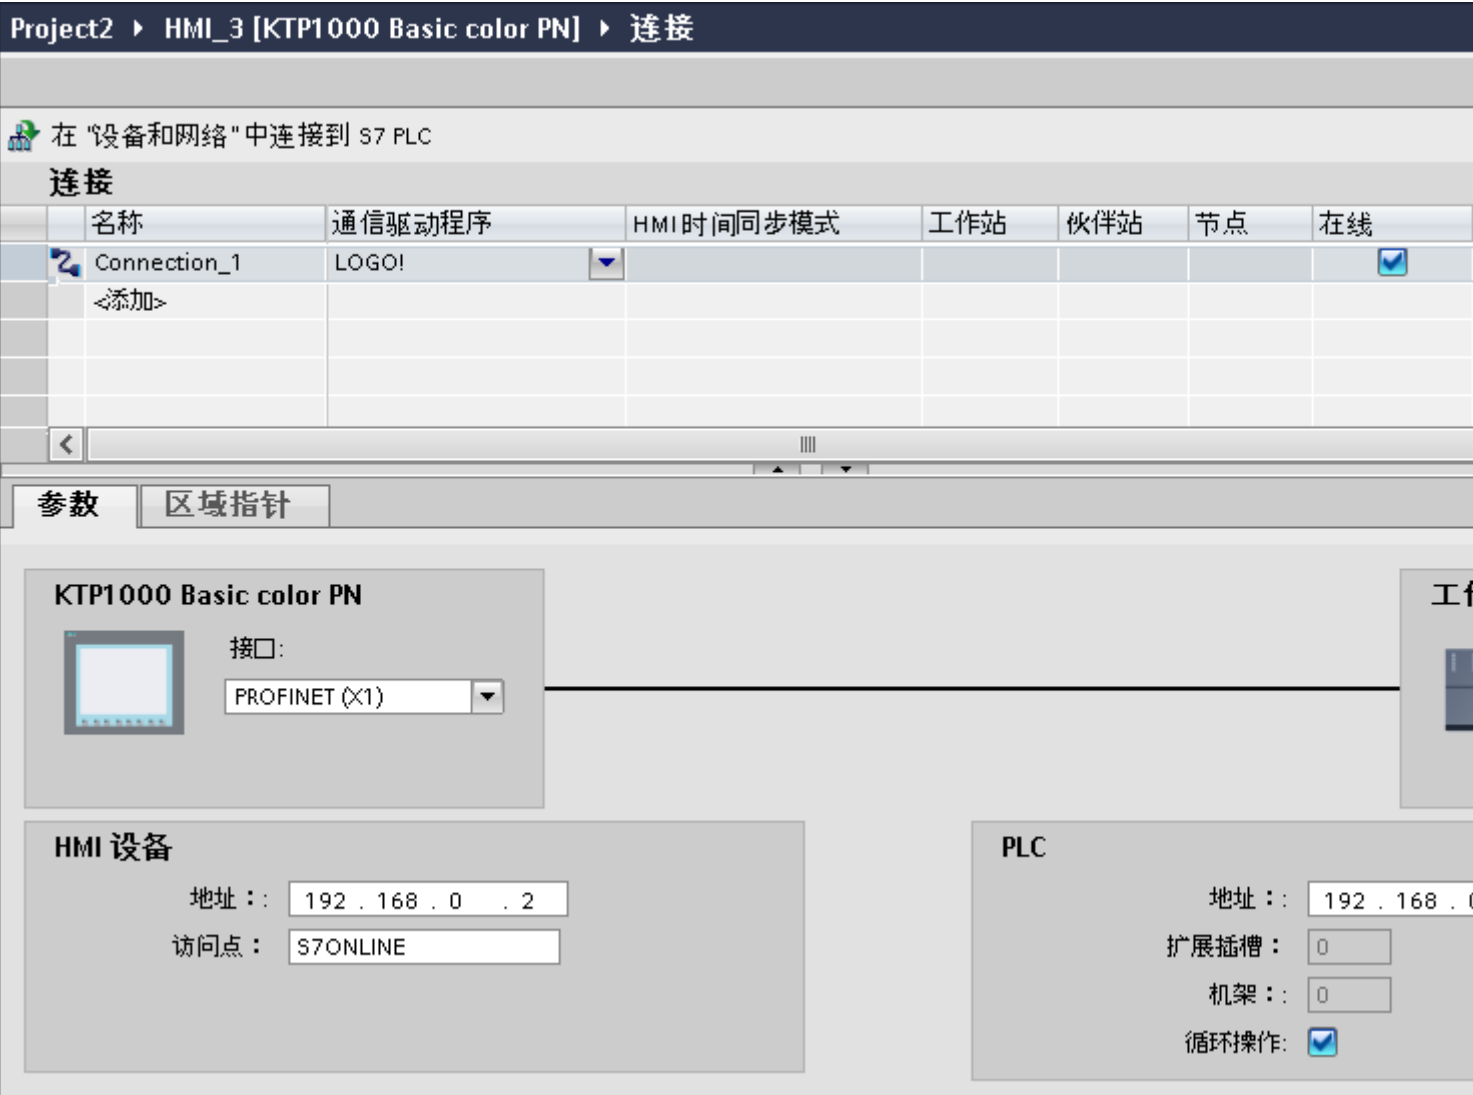 Project2 ▸ HMI_3 [KTP1000 Basic color PN] ▸ 连接
在 "设备和网络" 中连接到 S7 PLC
连接
名称 通信驱动程序 HMI时间同步模式 工作站 伙伴站 节点 在线
Connection_1 LOGO!
<添加>
参数 区域指针
KTP1000 Basic color PN
接口:
PROFINET (X1)
HMI 设备
地址：: 192 . 168 . 0 . 2
访问点： S7ONLINE
PLC
地址：: 192 . 168 .
扩展插槽： 0
机架：: 0
循环操作: